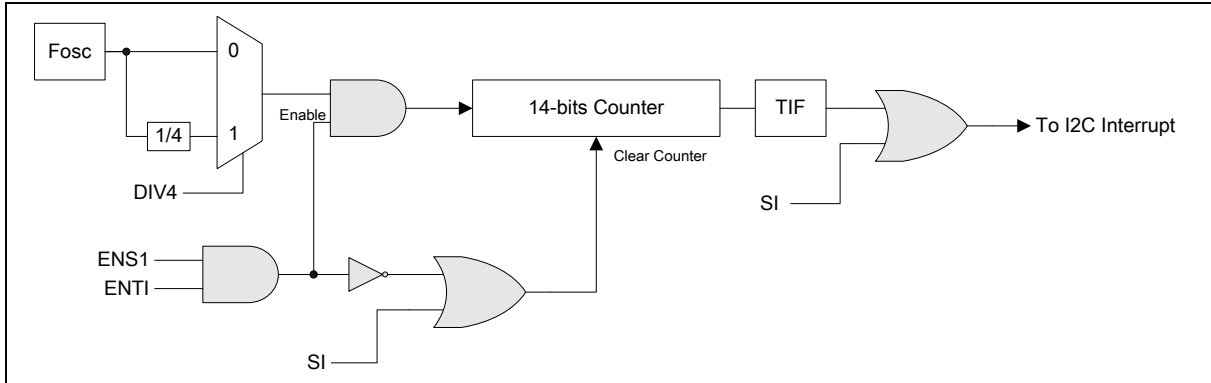 Fosc
0
1/4
1
DIV4
Enable
14-bits Counter
Clear Counter
TIF
SI
To I2C Interrupt
ENS1
ENTI
SI